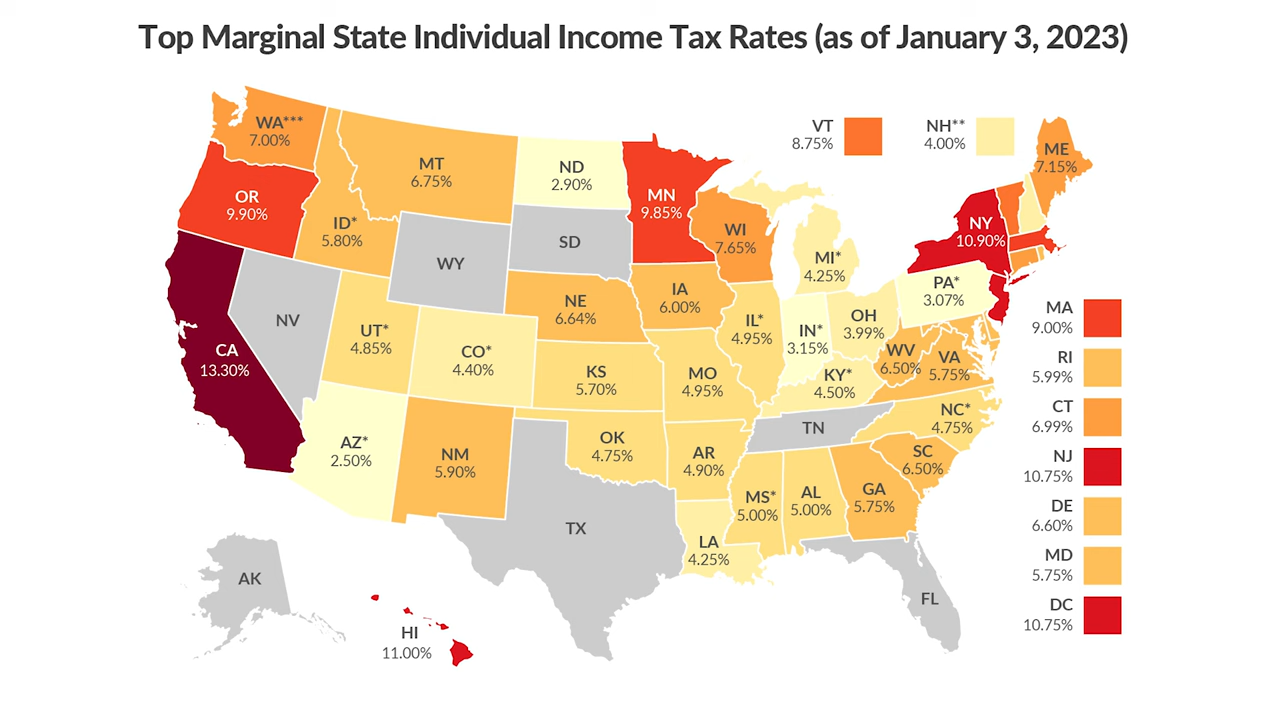 Top Marginal State Individual Income Tax Rates (as of January 3, 2023)
WA***
7.00%
OR
9.90%
CA
13.30%
NV
ID*
5.80%
MT
6.75%
WY
UT*
4.85%
AZ*
2.50%
CO*
4.40%
NM
5.90%
ND
2.90%
SD
NE
6.64%
KS
5.70%
OK
4.75%
TX
MN
9.85%
IA
6.00%
MO
4.95%
AR
4.90%
LA
4.25%
WI
7.65%
IL*
4.95%
MI*
4.25%
IN*
3.15%
OH
3.99%
KY*
4.50%
TN
MS*
5.00%
AL
5.00%
GA
5.75%
FL
SC
6.50%
NC*
4.75%
WV
6.50%
VA
5.75%
PA*
3.07%
NY
10.90%
ME
7.15%
VT
8.75%
NH**
4.00%
MA
9.00%
RI
5.99%
CT
6.99%
NJ
10.75%
DE
6.60%
MD
5.75%
DC
10.75%
AK
HI
11.00%